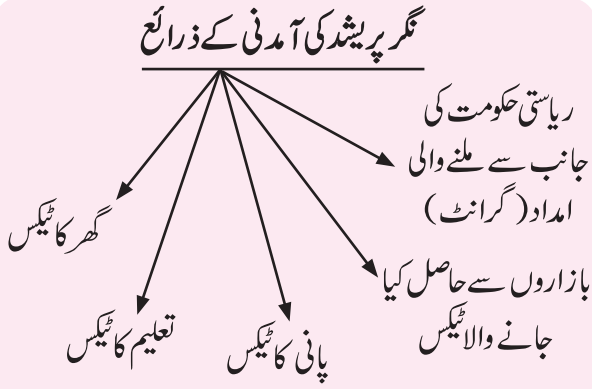 نگر پریشد کی آمدنی کے ذرائع
ریاستی حکومت کی
جانب سے ملنے والی
امداد (گرانٹ)
بازاروں سے حاصل کیا
جانے والا ٹیکس
پانی کا ٹیکس
تعلیم کا ٹیکس
گھر کا ٹیکس